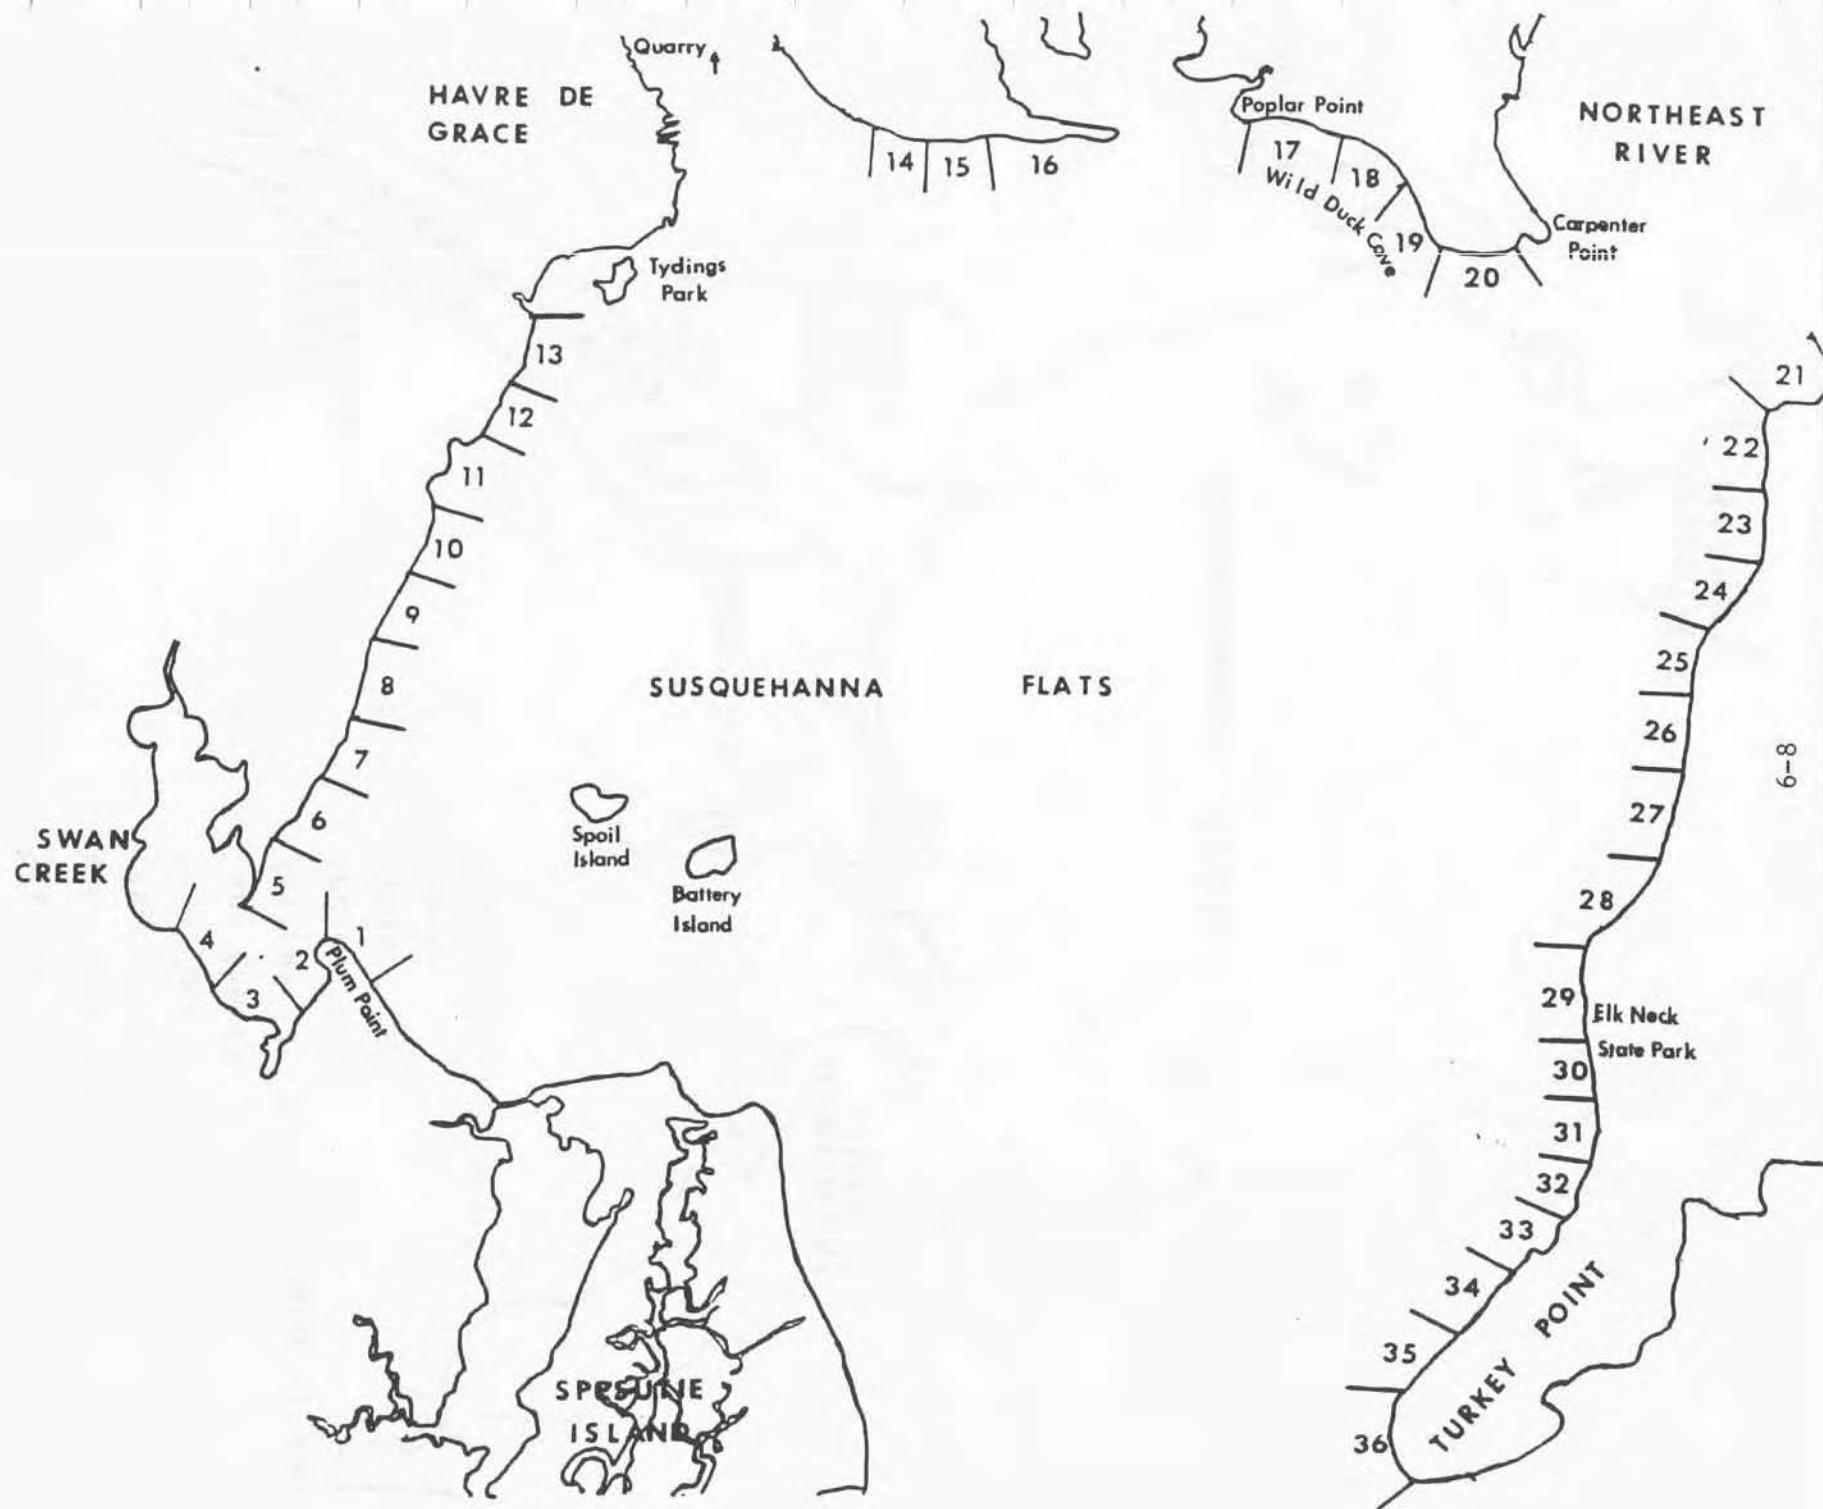 Quarry
HAVRE DE
GRACE
14 15 16
Poplar Point
17
18
Wild Duck Cove
19
20
NORTHEAST
RIVER
Carpenter
Point
Tydings
Park
13
12
11
10
9
8
7
6
5
SWAN
CREEK
4
3
2
1
Plum Point
SUSQUEHANNA FLATS
Spoil
Island
Battery
Island
SPESUTIE
ISLAND
21
22
23
24
25
26
27
28
29
Elk Neck
State Park
30
31
32
33
34
35
36
TURKEY POINT
6-8